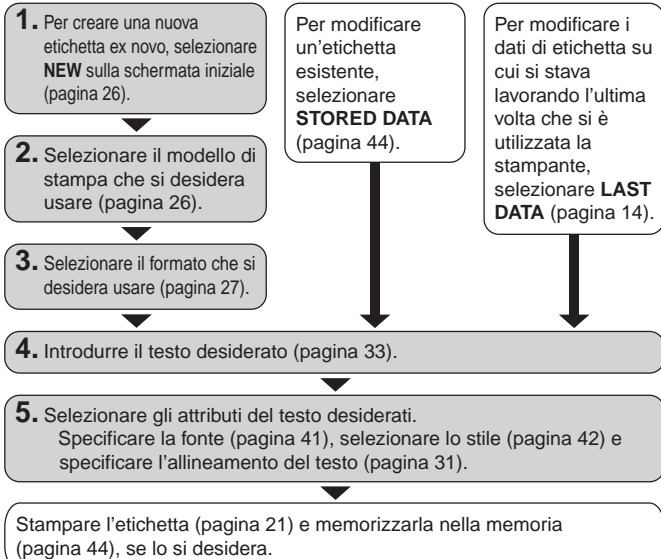 1. Per creare una nuova
etichetta ex novo, selezionare
NEW sulla schermata iniziale
(pagina 26).
2. Selezionare il modello di
stampa che si desidera
usare (pagina 26).
3. Selezionare il formato che si
desidera usare (pagina 27).
Per modificare
un'etichetta
esistente,
selezionare
STORED DATA
(pagina 44).
Per modificare i
dati di etichetta su
cui si stava
lavorando l'ultima
volta che si è
utilizzata la
stampante,
selezionare LAST
DATA (pagina 14).
4. Introdurre il testo desiderato (pagina 33).
5. Selezionare gli attributi del testo desiderati.
Specificare la fonte (pagina 41), selezionare lo stile (pagina 42) e
specificare l'allineamento del testo (pagina 31).
Stampare l'etichetta (pagina 21) e memorizzarla nella memoria
(pagina 44), se lo si desidera.